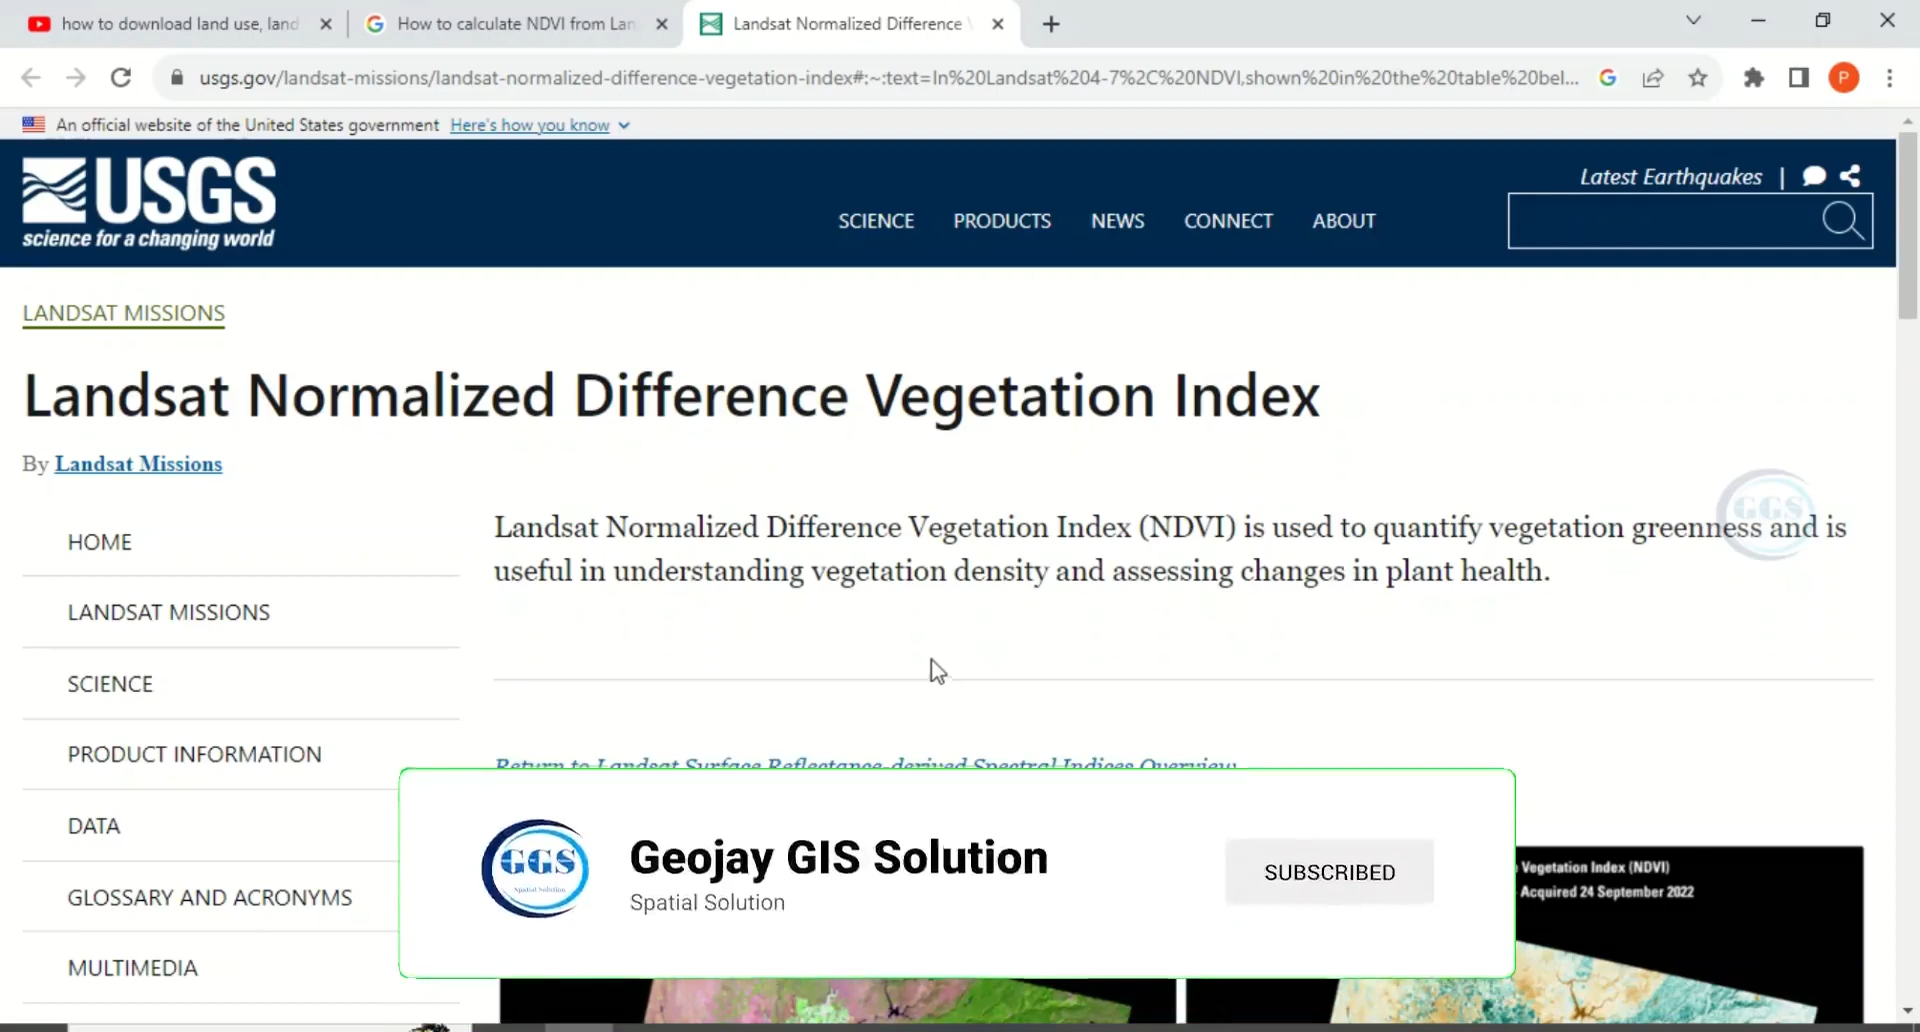 how to download land use, land
How to calculate NDVI from Lan
Landsat Normalized Difference
usgs.gov/landsat-missions/landsat-normalized-difference-vegetation-index#:~:text=In%20Landsat%204-7%2C%20NDVI,shown%20in%20the%20table%20bel...
P
An official website of the United States government Here's how you know
USGS
science for a changing world
Latest Earthquakes |
SCIENCE PRODUCTS NEWS CONNECT ABOUT
LANDSAT MISSIONS
Landsat Normalized Difference Vegetation Index
By Landsat Missions
HOME
LANDSAT MISSIONS
SCIENCE
PRODUCT INFORMATION
DATA
GLOSSARY AND ACRONYMS
MULTIMEDIA
GGS
Landsat Normalized Difference Vegetation Index (NDVI) is used to quantify vegetation greenness and is
useful in understanding vegetation density and assessing changes in plant health.
Return to Landsat Surface Reflectance-derived Spectral Indices Overview
GGS
Spatial Solution
Geojay GIS Solution
Spatial Solution
SUBSCRIBED
Vegetation Index (NDVI)
Acquired 24 September 2022